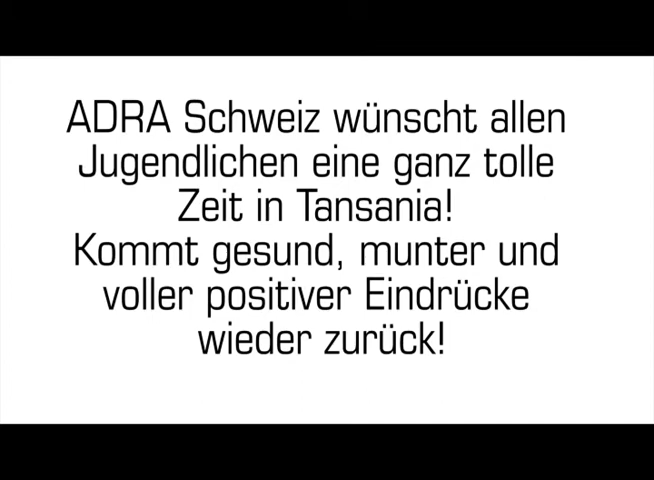 ADRA Schweiz wünscht allen
Jugendlichen eine ganz tolle
Zeit in Tansania!
Kommt gesund, munter und
voller positiver Eindrücke
wieder zurück!